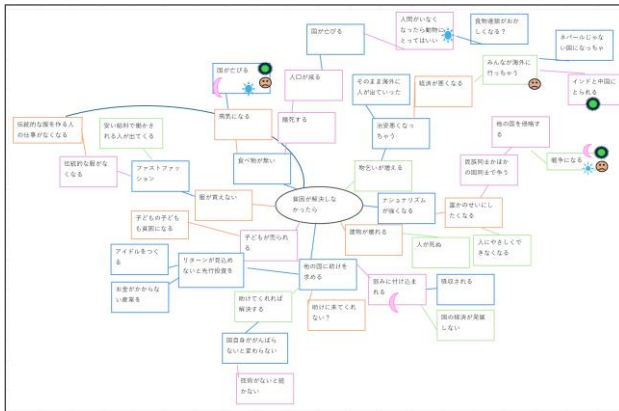 国が亡びる
人間がいなく
なったら動物に
とってはいい
食物連鎖がおか
しくなる？
ネパールじゃな
い国になっちゃ
みんなが海外に
行っちゃう
インドと中国に
とられる
国が亡びる
人口が減る
そのまま海外に
人が出ていった
経済が悪くなる
病気になる
餓死する
治安悪くなっ
ちゃう
他の国を侵略す
る
戦争になる
伝統的な服を作る人
の仕事がなくなる
安い給料で働かさ
れる人が出てくる
伝統的な服がな
くなる
ファストファッ
ション
食べ物が無い
物乞いが増える
民族同士かほか
の国同士で争う
服が買えない
貧困が解決しな
かったら
ナショナリズム
が強くなる
誰かのせいにし
たくなる
子どもの子ども
も貧困になる
子どもが売られ
る
建物が壊れる
人が死ぬ
人にやさしくで
きなくなる
アイドルをつく
る
リターンが見込めな
いと先行投資を
他の国に助けを
求める
弱みに付け込ま
れる
吸収される
お金がかからな
い産業を
助けてくれれば
解決する
助けに来てくれ
ない？
国の経済が発展
しない
国自身ががんばら
ないと変わらない
技術がないと続
かない